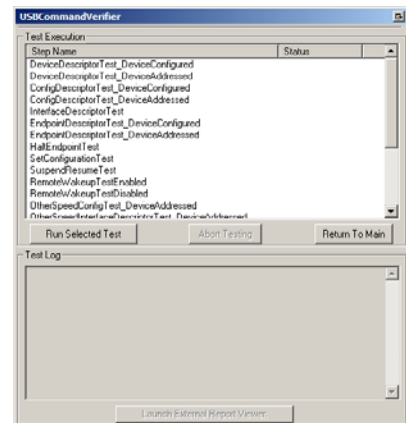 USBCommandVerifier
Test Execution
Step Name Status
DeviceDescriptorTest_DeviceConfigured
DeviceDescriptorTest_DeviceAddressed
ConfigDescriptorTest_DeviceConfigured
ConfigDescriptorTest_DeviceAddressed
InterfaceDescriptorTest
EndpointDescriptorTest_DeviceConfigured
EndpointDescriptorTest_DeviceAddressed
HaltEndpointTest
SetConfigurationTest
SuspendResumeTest
RemoteWakeupTestEnabled
RemoteWakeupTestDisabled
OtherSpeedConfigTest_DeviceAddressed
OtherSpeedInterfaceDescriptorTest_DeviceAddressed
Run Selected Test Abort Testing Return To Main
Test Log
Launch External Report Viewer